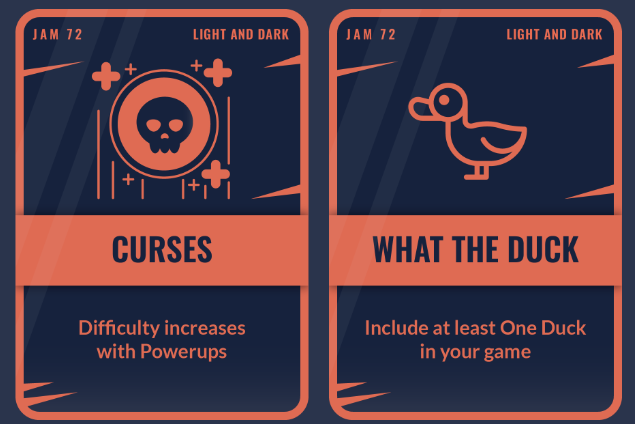 JAM 72 LIGHT AND DARK
CURSES
Difficulty increases
with Powerups
JAM 72 LIGHT AND DARK
WHAT THE DUCK
Include at least One Duck
in your game